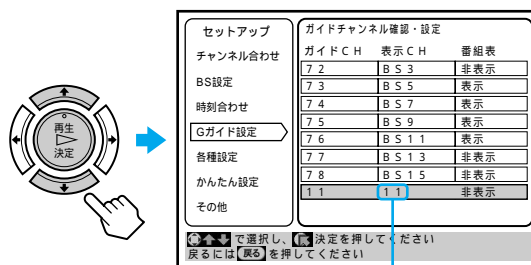 再生
決定
セットアップ
チャンネル合わせ
BS設定
時刻合わせ
Gガイド設定
各種設定
かんたん設定
その他
ガイドチャンネル確認・設定
ガイドCH 表示CH 番組表
72 BS3 非表示
73 BS5 表示
74 BS7 表示
75 BS9 表示
76 BS11 表示
77 BS13 非表示
78 BS15 非表示
11 11 非表示
で選択し、 決定を押してください
戻るには 戻る を押してください